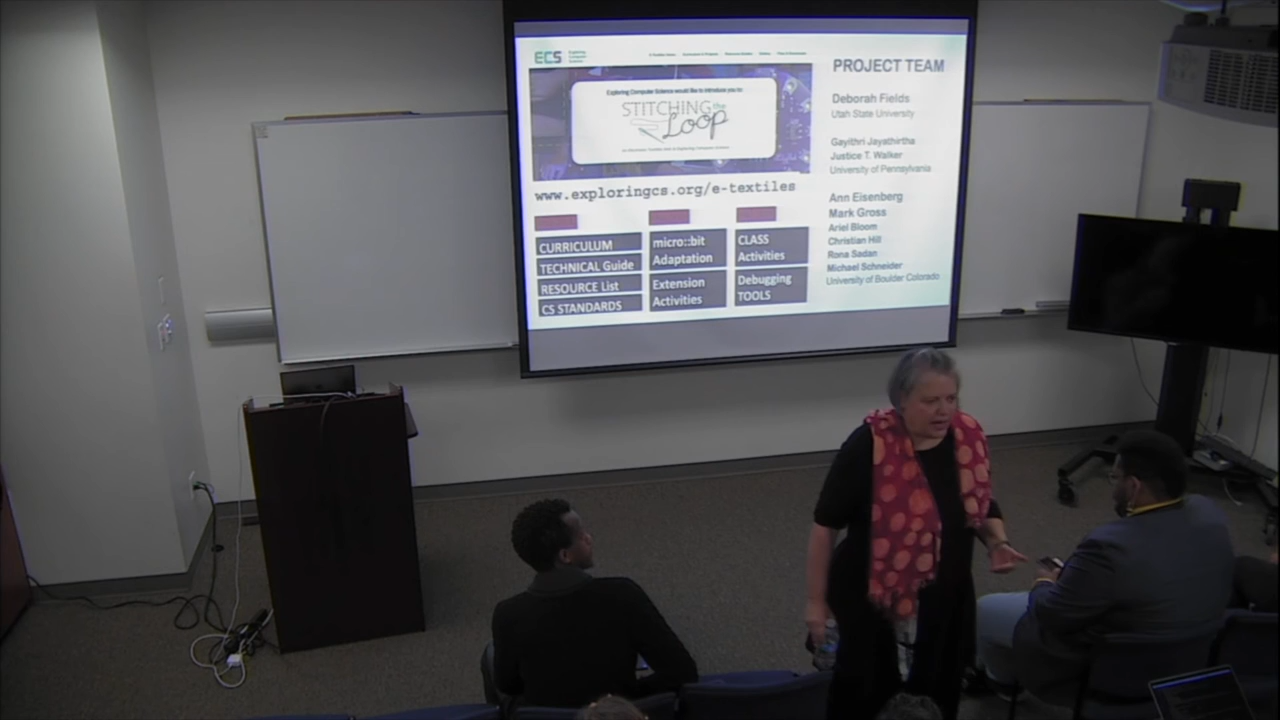 ECS Exploring Computer Science
Exploring Computer Science would like to introduce you to:
STITCHING the
Loop
www.exploringcs.org/e-textiles
CURRICULUM
TECHNICAL Guide
RESOURCE List
CS STANDARDS
micro::bit
Adaptation
Extension
Activities
CLASS
Activities
Debugging
TOOLS
PROJECT TEAM
Deborah Fields
Utah State University
Gayithri Jayathirtha
Justice T. Walker
University of Pennsylvania
Ann Eisenberg
Mark Gross
Ariel Bloom
Christian Hill
Rona Sadan
Michael Schneider
University of Boulder Colorado